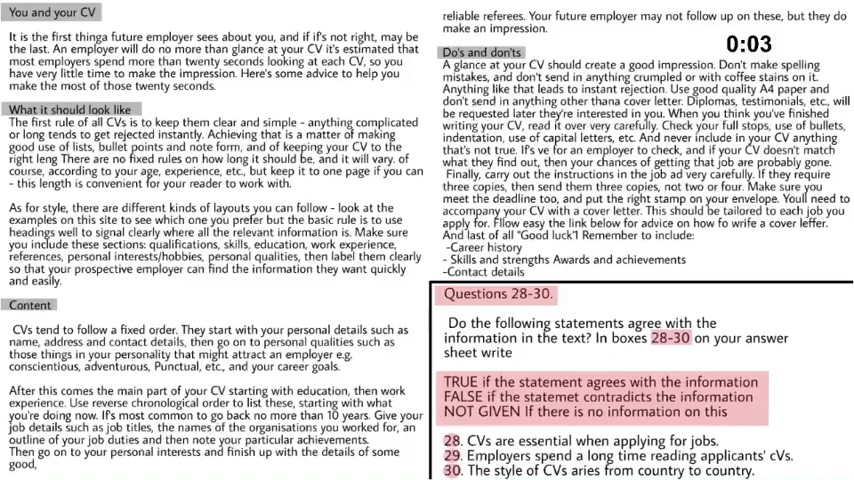 You and your CV
It is the first thinga future employer sees about you, and if if's not right, may be
the last. An employer will do no more than glance at your CV it's estimated that
most employers spend more than twenty seconds looking at each CV, so you
have very little time to make the impression. Here's some advice to help you
make the most of those twenty seconds.
What it should look like
The first rule of all CVs is to keep them clear and simple - anything complicated
or long tends to get rejected instantly. Achieving that is a matter of making
good use of lists, bullet points and note form, and of keeping your CV to the
right leng There are no fixed rules on how long it should be, and it will vary. of
course, according to your age, experience, etc., but keep it to one page if you can
- this length is convenient for your reader to work with.
As for style, there are different kinds of layouts you can follow - look at the
examples on this site to see which one you prefer but the basic rule is to use
headings well to signal clearly where all the relevant information is. Make sure
you include these sections: qualifications, skills, education, work experience,
references, personal interests/hobbies, personal qualities, then label them clearly
so that your prospective employer can find the information they want quickly
and easily.
Content
CVs tend to follow a fixed order. They start with your personal details such as
name, address and contact details, then go on to personal qualities such as
those things in your personality that might attract an employer e.g.
conscientious, adventurous, Punctual, etc., and your career goals.
After this comes the main part of your CV starting with education, then work
experience. Use reverse chronological order to list these, starting with what
you're doing now. If's most common to go back no more than 10 years. Give your
job details such as job titles, the names of the organisations you worked for, an
outline of your job duties and then note your particular achievements.
Then go on to your personal interests and finish up with the details of some
good,
reliable referees. Your future employer may not follow up on these, but they do
make an impression.
0:03
Do's and don'ts
A glance at your CV should create a good impression. Don't make spelling
mistakes, and don't send in anything crumpled or with coffee stains on it.
Anything like that leads to instant rejection. Use good quality A4 paper and
don't send in anything other thana cover letter. Diplomas, testimonials, etc., will
be requested later they're interested in you. When you think you've finished
writing your CV, read it over very carefully. Check your full stops, use of bullets,
indentation, use of capital letters, etc. And never include in your CV anything
that's not true. If's ve for an employer to check, and if your CV doesn't match
what they find out, then your chances of getting that job are probably gone.
Finally, carry out the instructions in the job ad very carefully. If they require
three copies, then send them three copies, not two or four. Make sure you
meet the deadline too, and put the right stamp on your envelope. Youll need to
accompany your CV with a cover letter. This should be tailored to each job you
apply for. Fllow easy the link below for advice on how fo write a cover leffer.
And last of all "Good luck"l Remember to include:
-Career history
- Skills and strengths Awards and achievements
-Contact details
Questions 28-30.
Do the following statements agree with the
information in the text? In boxes 28-30 on your answer
sheet write
TRUE if the statement agrees with the information
FALSE if the statemet contradicts the information
NOT GIVEN If there is no information on this
28. CVs are essential when applying for jobs.
29. Employers spend a long time reading applicants' cVs.
30. The style of CVs aries from country to country.